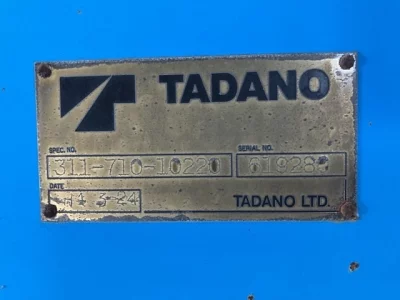 TADANO
SPEC. NO.
SERIAL NO.
311-710-10220
DATE
TADANO LTD.